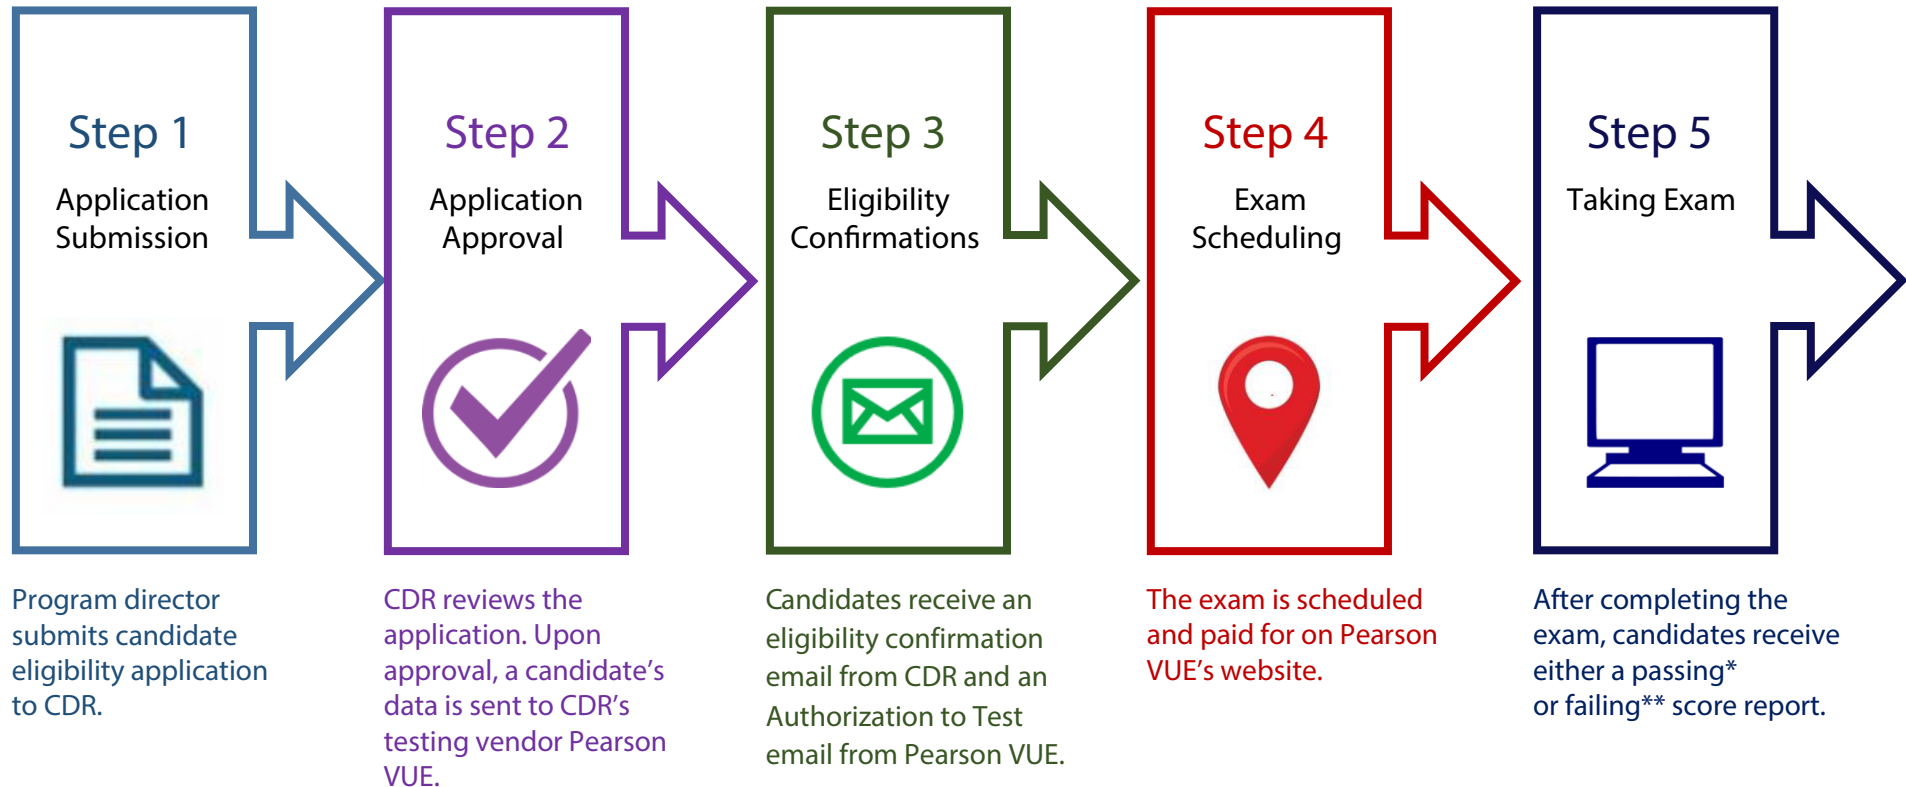 Step 1
Application
Submission
Program director
submits candidate
eligibility application
to CDR.
Step 2
Application
Approval
CDR reviews the
application. Upon
approval, a candidate’s
data is sent to CDR’s
testing vendor Pearson
VUE.
Step 3
Eligibility
Confirmations
Candidates receive an
eligibility confirmation
email from CDR and an
Authorization to Test
email from Pearson VUE.
Step 4
Exam
Scheduling
The exam is scheduled
and paid for on Pearson
VUE’s website.
Step 5
Taking Exam
After completing the
exam, candidates receive
either a passing*
or failing** score report.